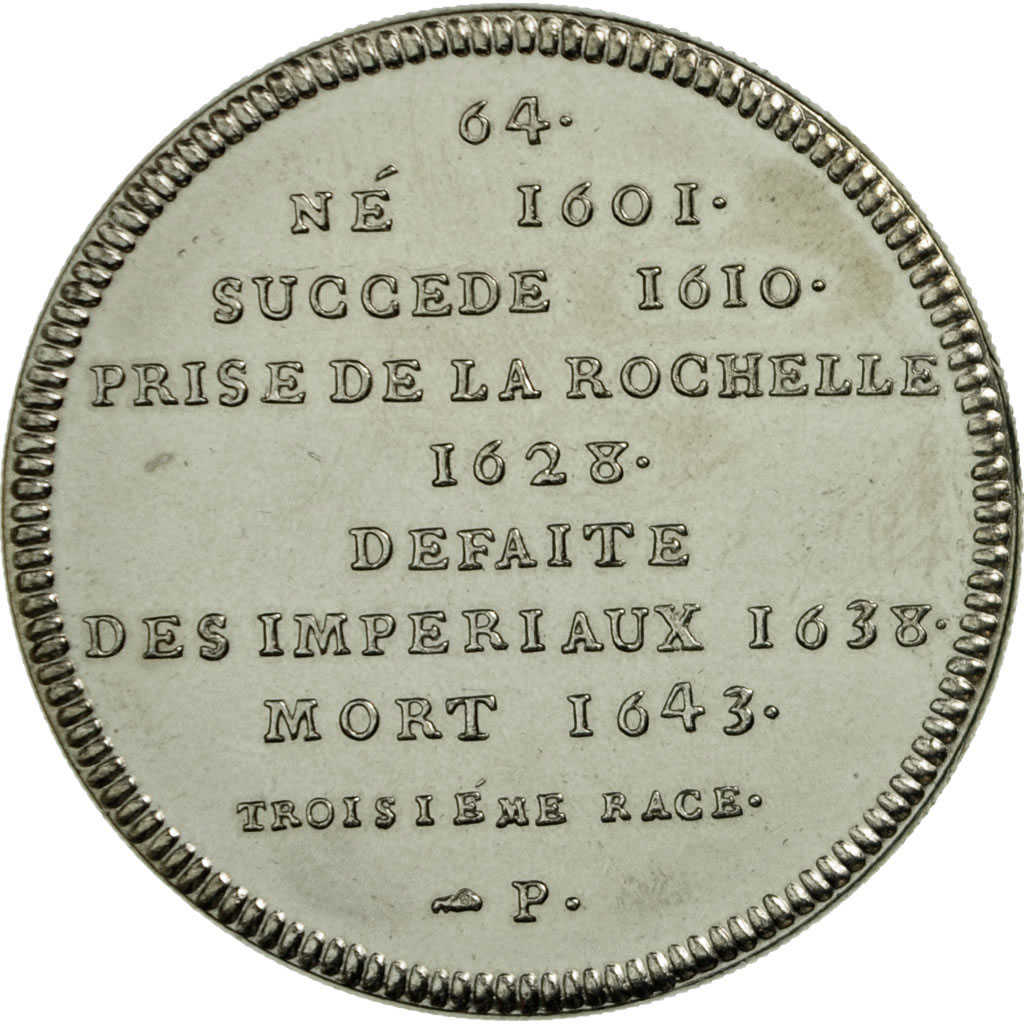 64.
NÉ 1601.
SUCCEDE 1610.
PRISE DE LA ROCHELLE
1628.
DEFAITE
DES IMPERIAUX 1638.
MORT 1643.
TROISIÉME RACE.
P.